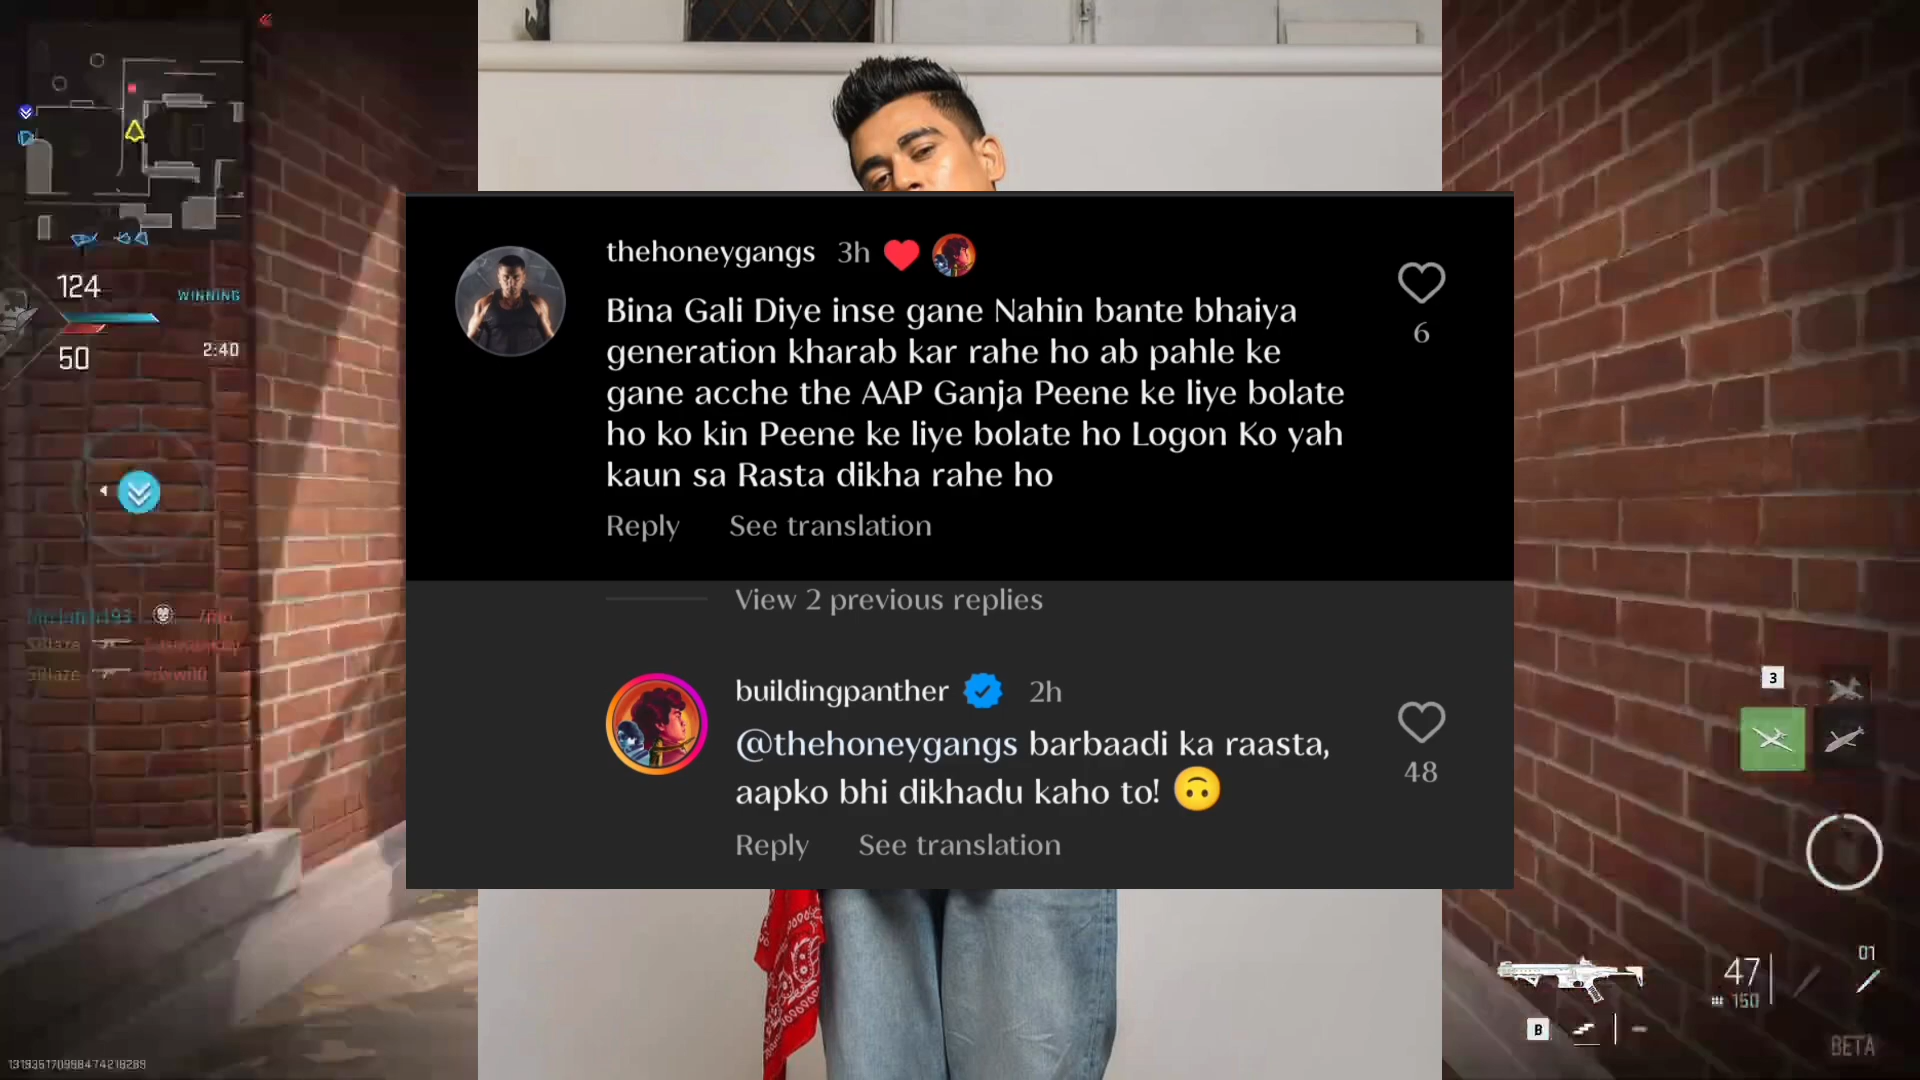 124
WINNING
50
2:40
thehoneygangs 3h
Bina Gali Diye inse gane Nahin bante bhaiya
generation kharab kar rahe ho ab pahle ke
gane acche the AAP Ganja Peene ke liye bolate
ho ko kin Peene ke liye bolate ho Logon Ko yah
kaun sa Rasta dikha rahe ho
6
Reply See translation
View 2 previous replies
buildingpanther 2h
@thehoneygangs barbaadi ka raasta,
aapko bhi dikhadu kaho to! 🙃
48
Reply See translation
SBlaze
SBlaze
3
47
150
01
B
BETA